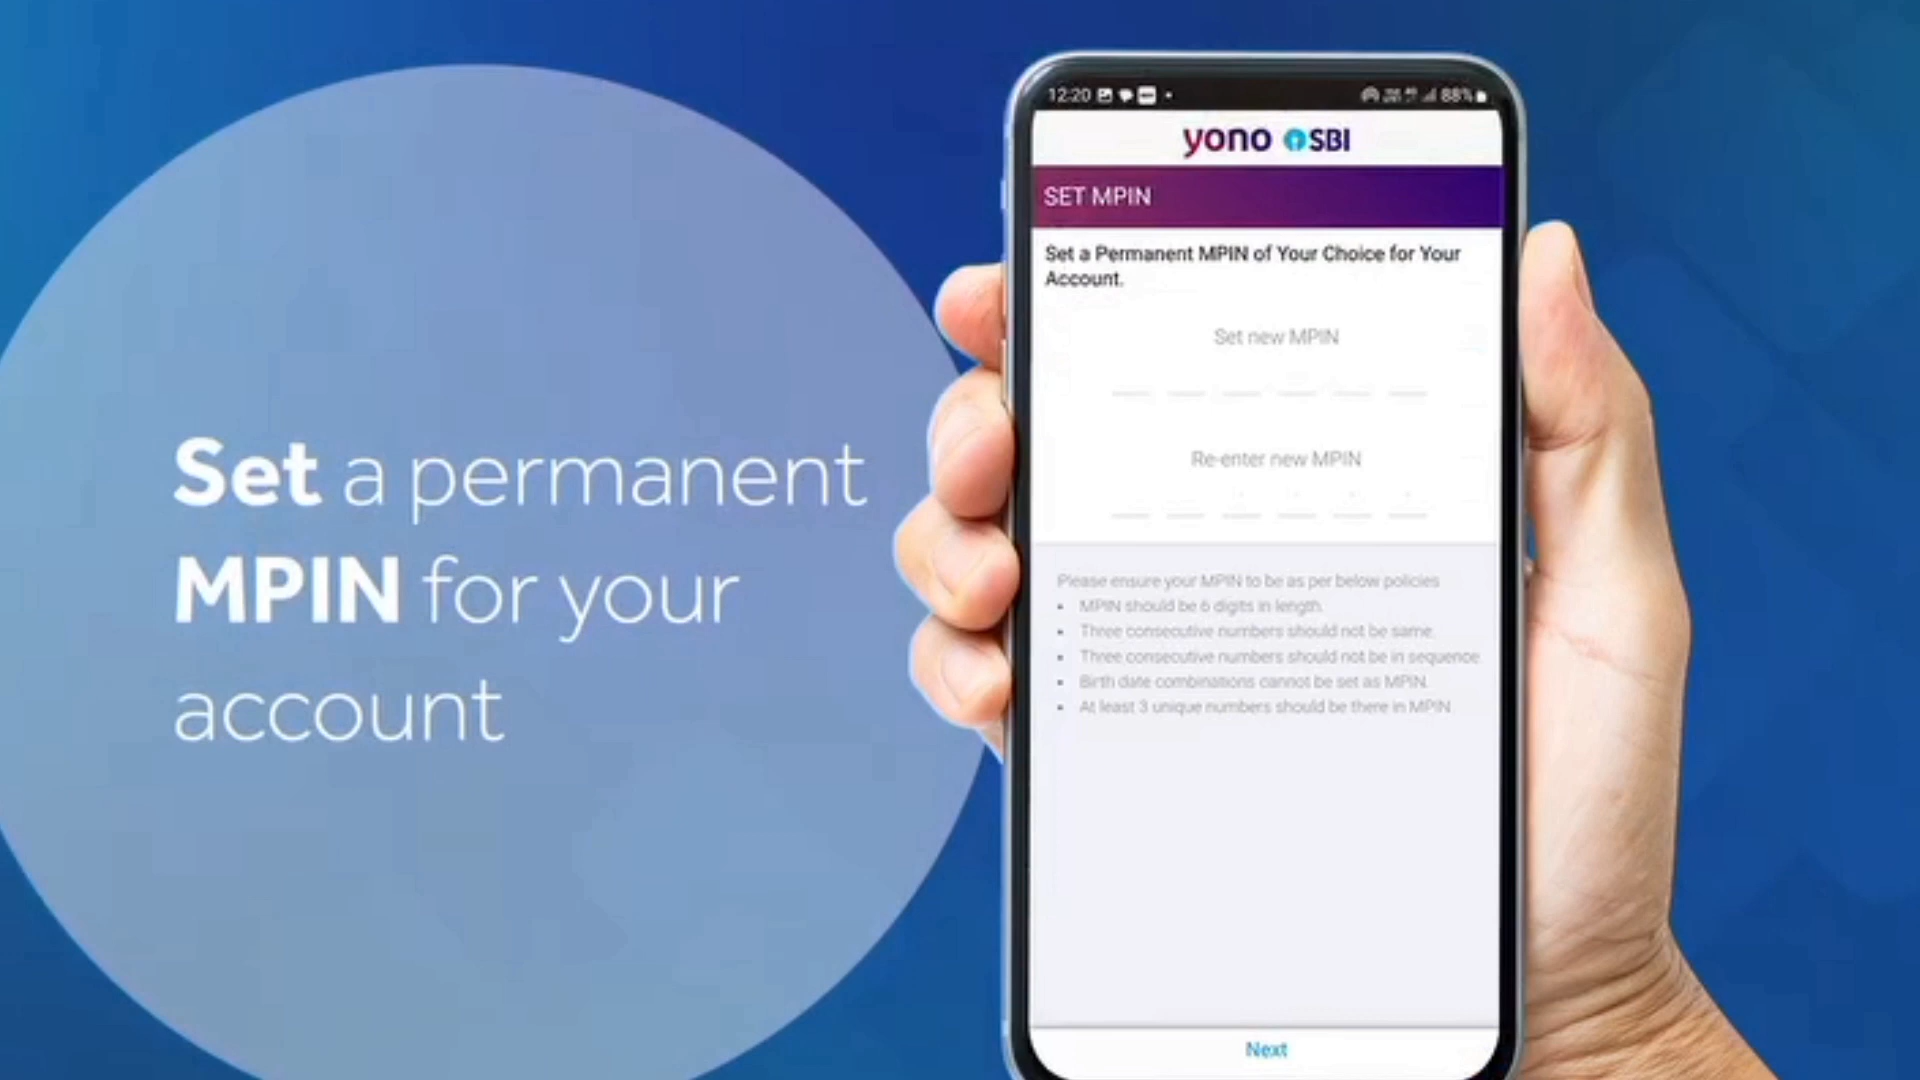 Set a permanent
MPIN for your
account
12:20
88%
yono SBI
SET MPIN
Set a Permanent MPIN of Your Choice for Your
Account.
Set new MPIN
Re-enter new MPIN
Please ensure your MPIN to be as per below policies
• MPIN should be 6 digits in length.
• Three consecutive numbers should not be same.
• Three consecutive numbers should not be in sequence
• Birth date combinations cannot be set as MPIN.
• At least 3 unique numbers should be there in MPIN
Next